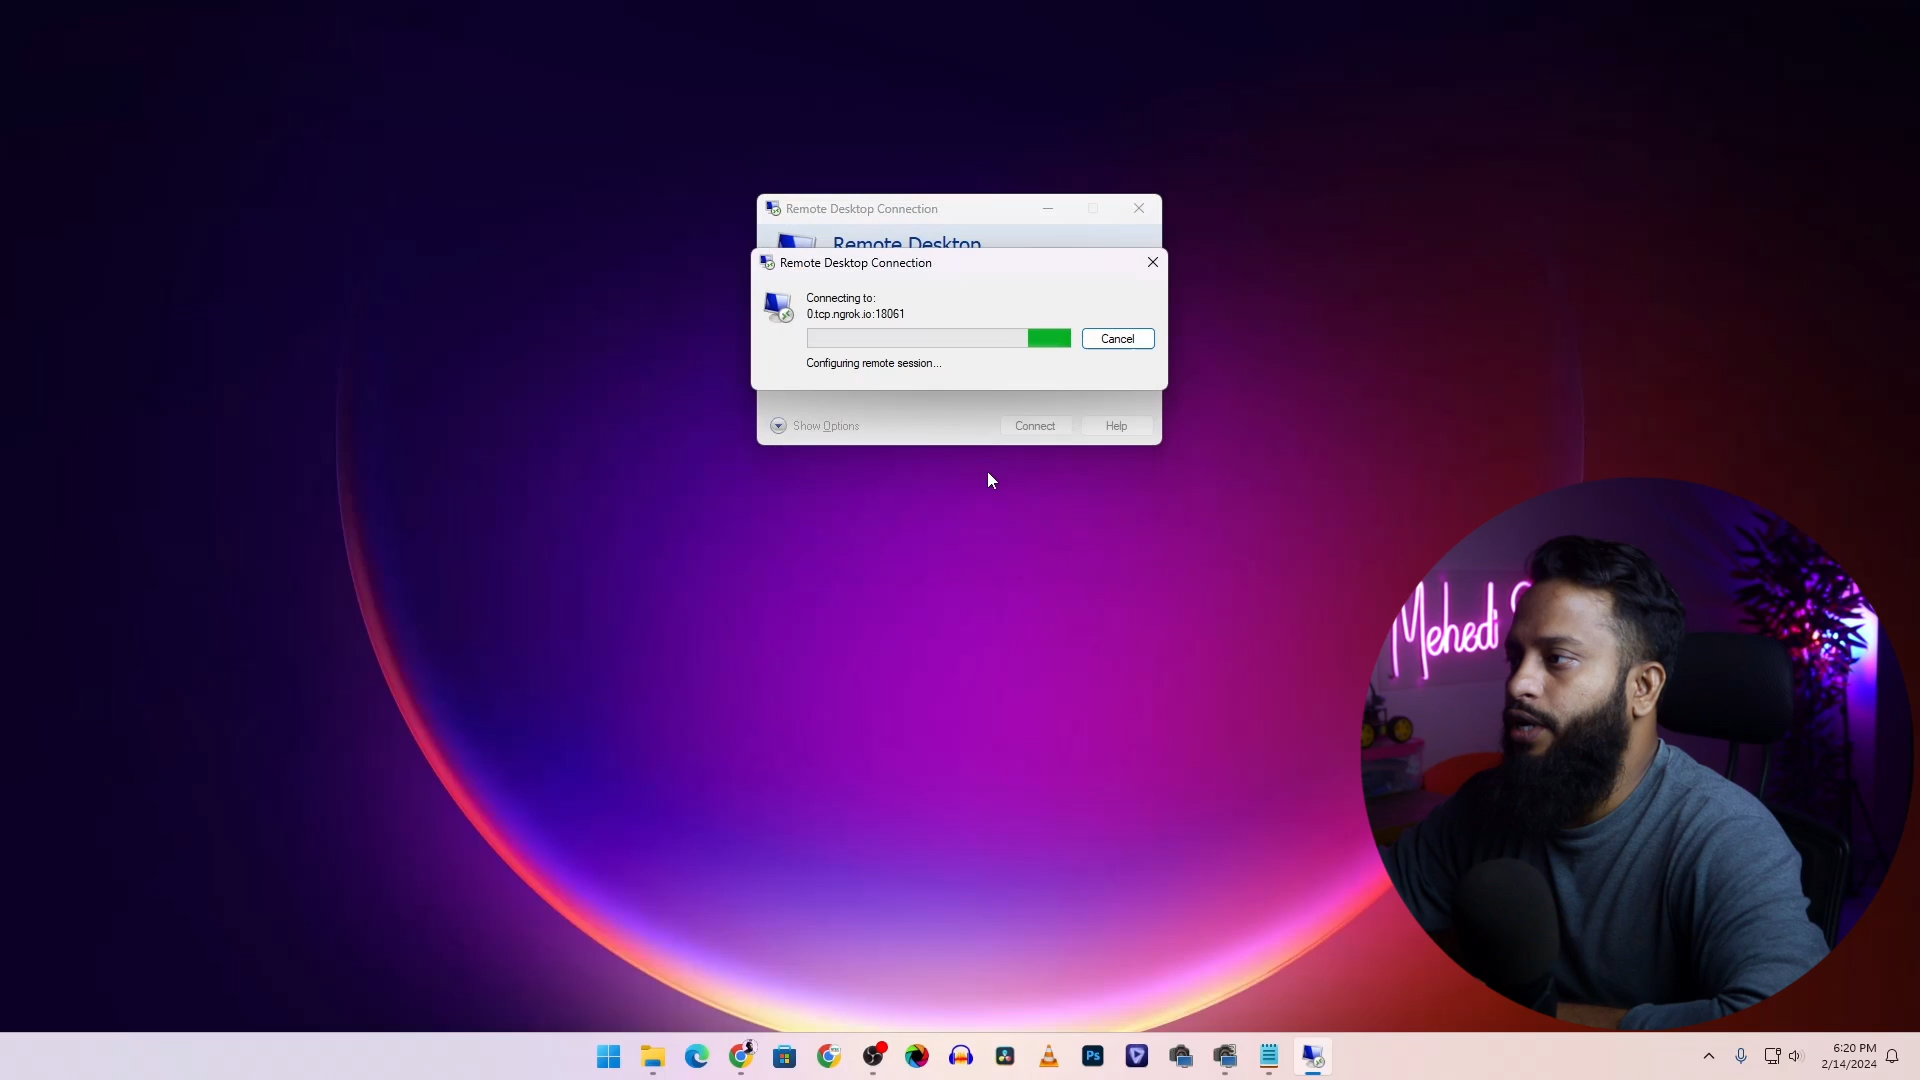 Remote Desktop Connection
Remote Desktop
Remote Desktop Connection
Connecting to:
0.tcp.ngrok.io:18061
Cancel
Configuring remote session...
Show Options
Connect
Help
Mehedi
Ps
6:20 PM
2/14/2024